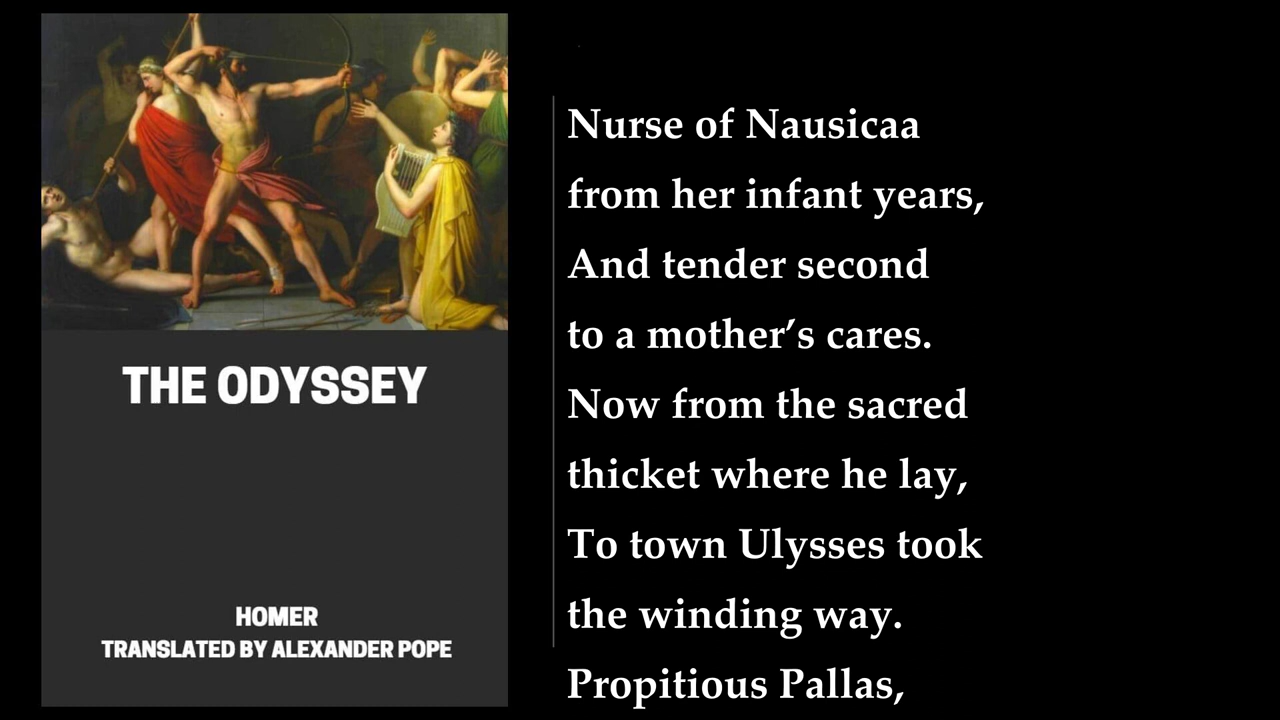 THE ODYSSEY
HOMER
TRANSLATED BY ALEXANDER POPE
Nurse of Nausicaa
from her infant years,
And tender second
to a mother’s cares.
Now from the sacred
thicket where he lay,
To town Ulysses took
the winding way.
Propitious Pallas,